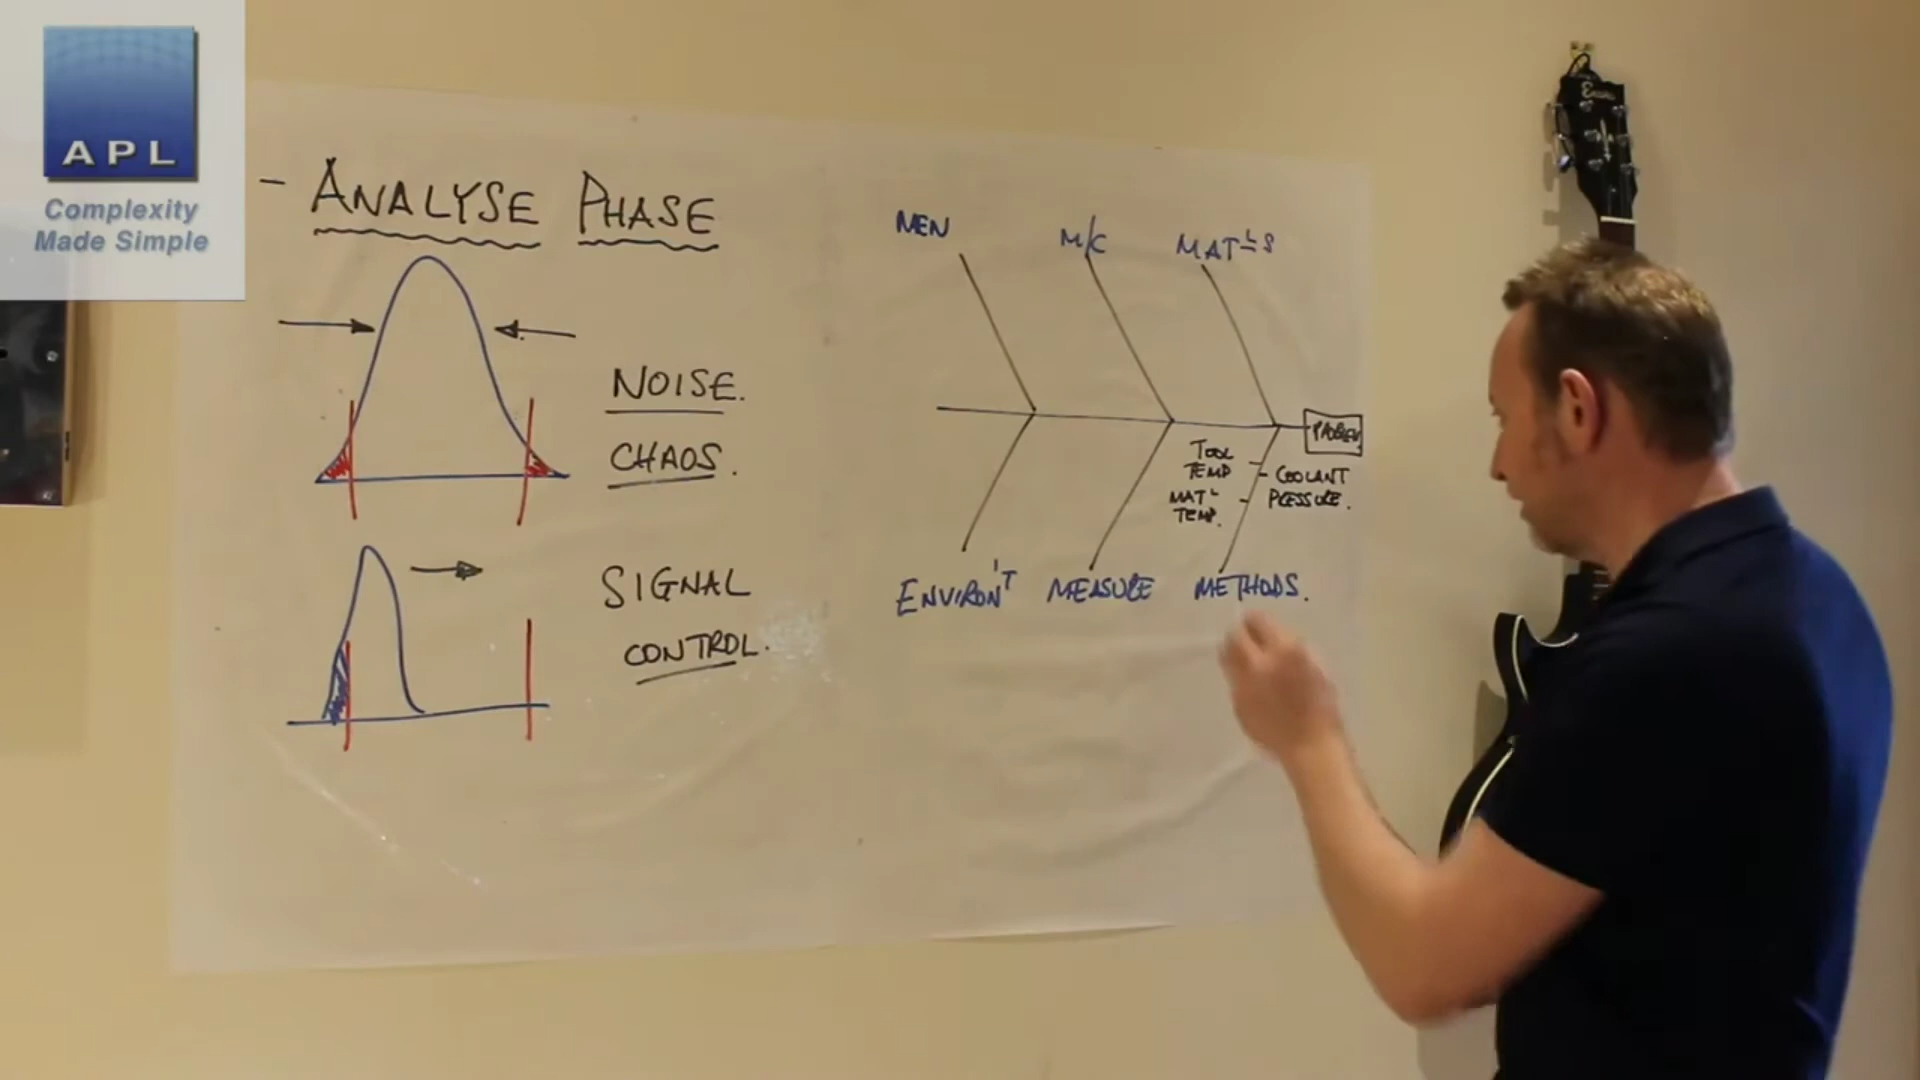 APL
Complexity
Made Simple
- ANALYSE PHASE
NOISE.
CHAOS.
SIGNAL
CONTROL.
MEN
M/C
MAT'LS
PROBLEM
TOOL
TEMP
COOLANT
PRESSURE.
MAT'L
TEMP.
ENVIRON'T
MEASURE
METHODS.